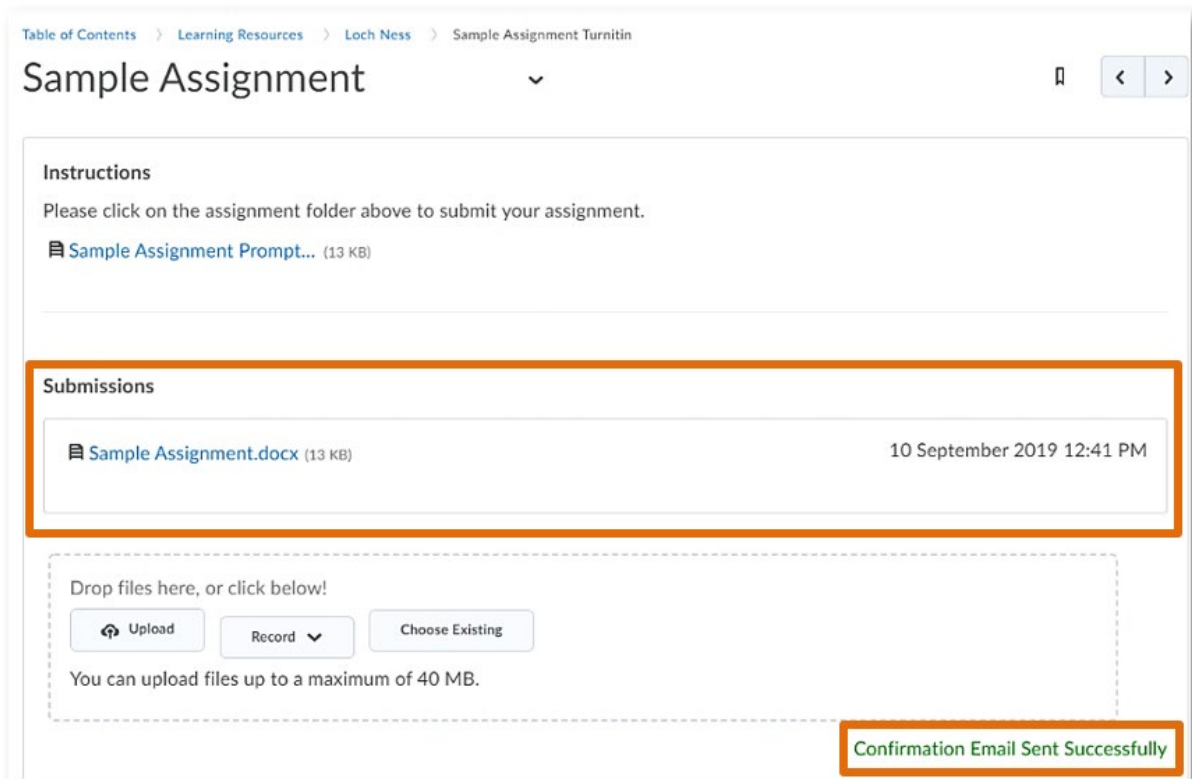 Table of Contents > Learning Resources > Loch Ness > Sample Assignment Turnitin
Sample Assignment
Instructions
Please click on the assignment folder above to submit your assignment.
Sample Assignment Prompt... (13 KB)
Submissions
Sample Assignment.docx (13 KB) 10 September 2019 12:41 PM
Drop files here, or click below!
Upload Record Choose Existing
You can upload files up to a maximum of 40 MB.
Confirmation Email Sent Successfully